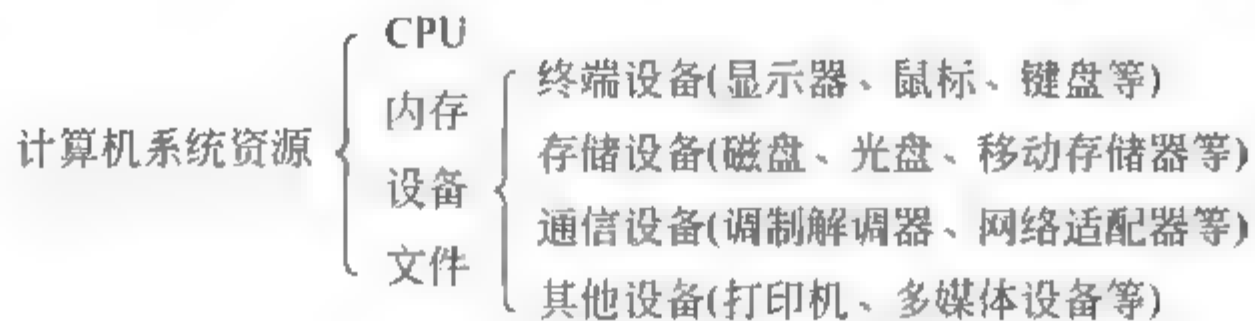 计算机系统资源
CPU
内存
设备
文件
终端设备(显示器、鼠标、键盘等)
存储设备(磁盘、光盘、移动存储器等)
通信设备(调制解调器、网络适配器等)
其他设备(打印机、多媒体设备等)